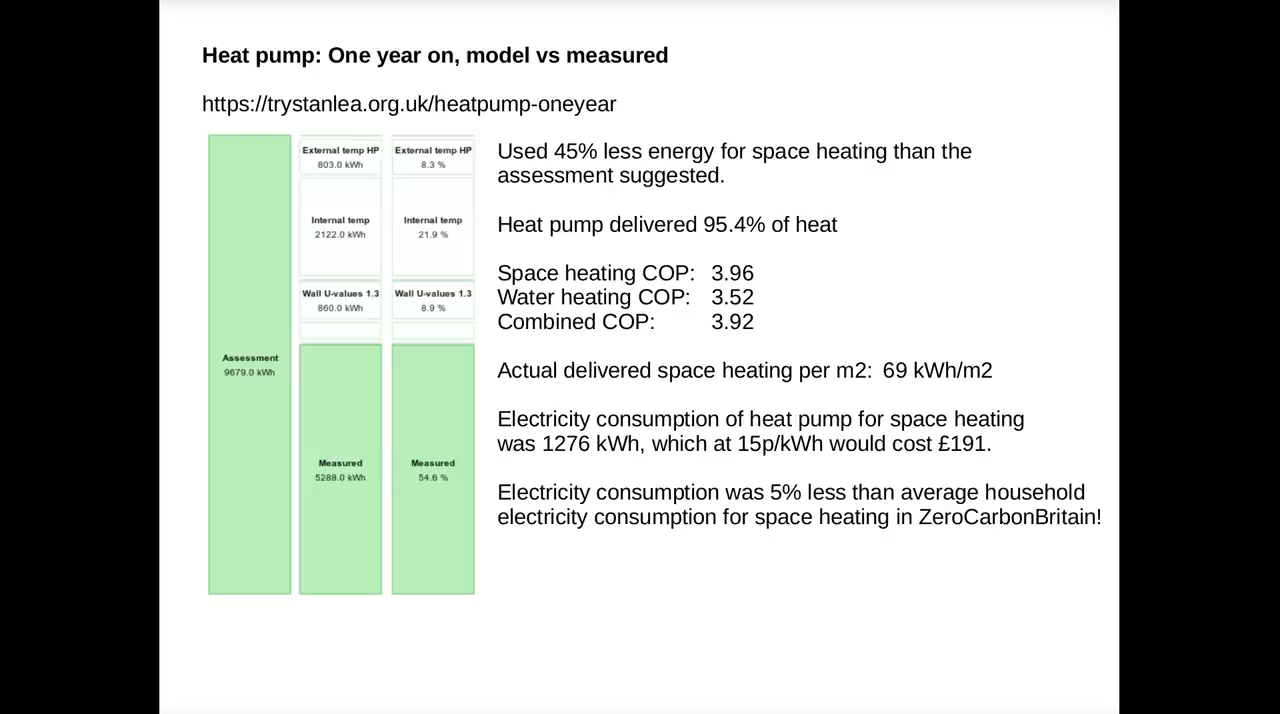 Heat pump: One year on, model vs measured
https://trystanlea.org.uk/heatpump-oneyear
Assessment
9679.0 kWh
External temp HP
803.0 kWh
Internal temp
2122.0 kWh
Wall U-values 1.3
860.0 kWh
Measured
5288.0 kWh
External temp HP
8.3 %
Internal temp
21.9 %
Wall U-values 1.3
8.9 %
Measured
54.6 %
Used 45% less energy for space heating than the
assessment suggested.
Heat pump delivered 95.4% of heat
Space heating COP: 3.96
Water heating COP: 3.52
Combined COP: 3.92
Actual delivered space heating per m2: 69 kWh/m2
Electricity consumption of heat pump for space heating
was 1276 kWh, which at 15p/kWh would cost £191.
Electricity consumption was 5% less than average household
electricity consumption for space heating in ZeroCarbonBritain!